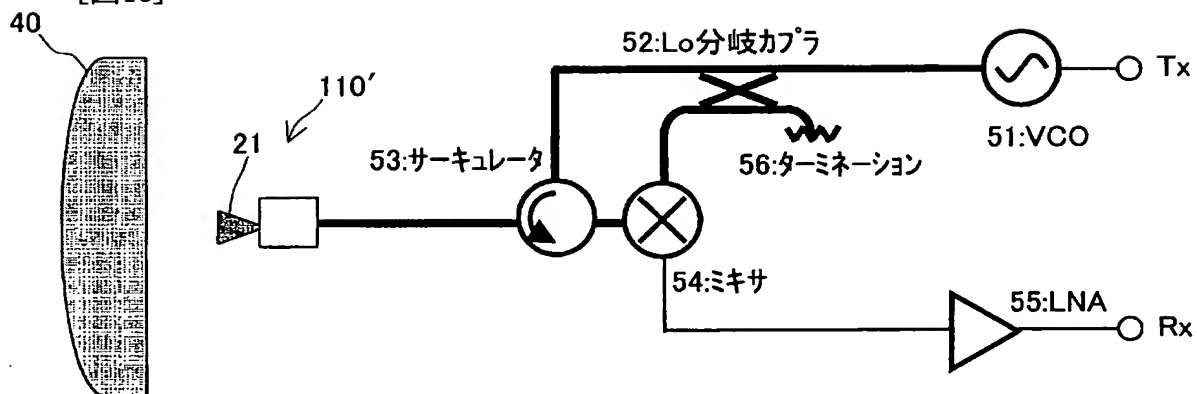 40
110′
21
52:Lo分岐カプラ
Tx
51:VCO
53:サーキュレータ
56:ターミネーション
54:ミキサ
55:LNA
Rx